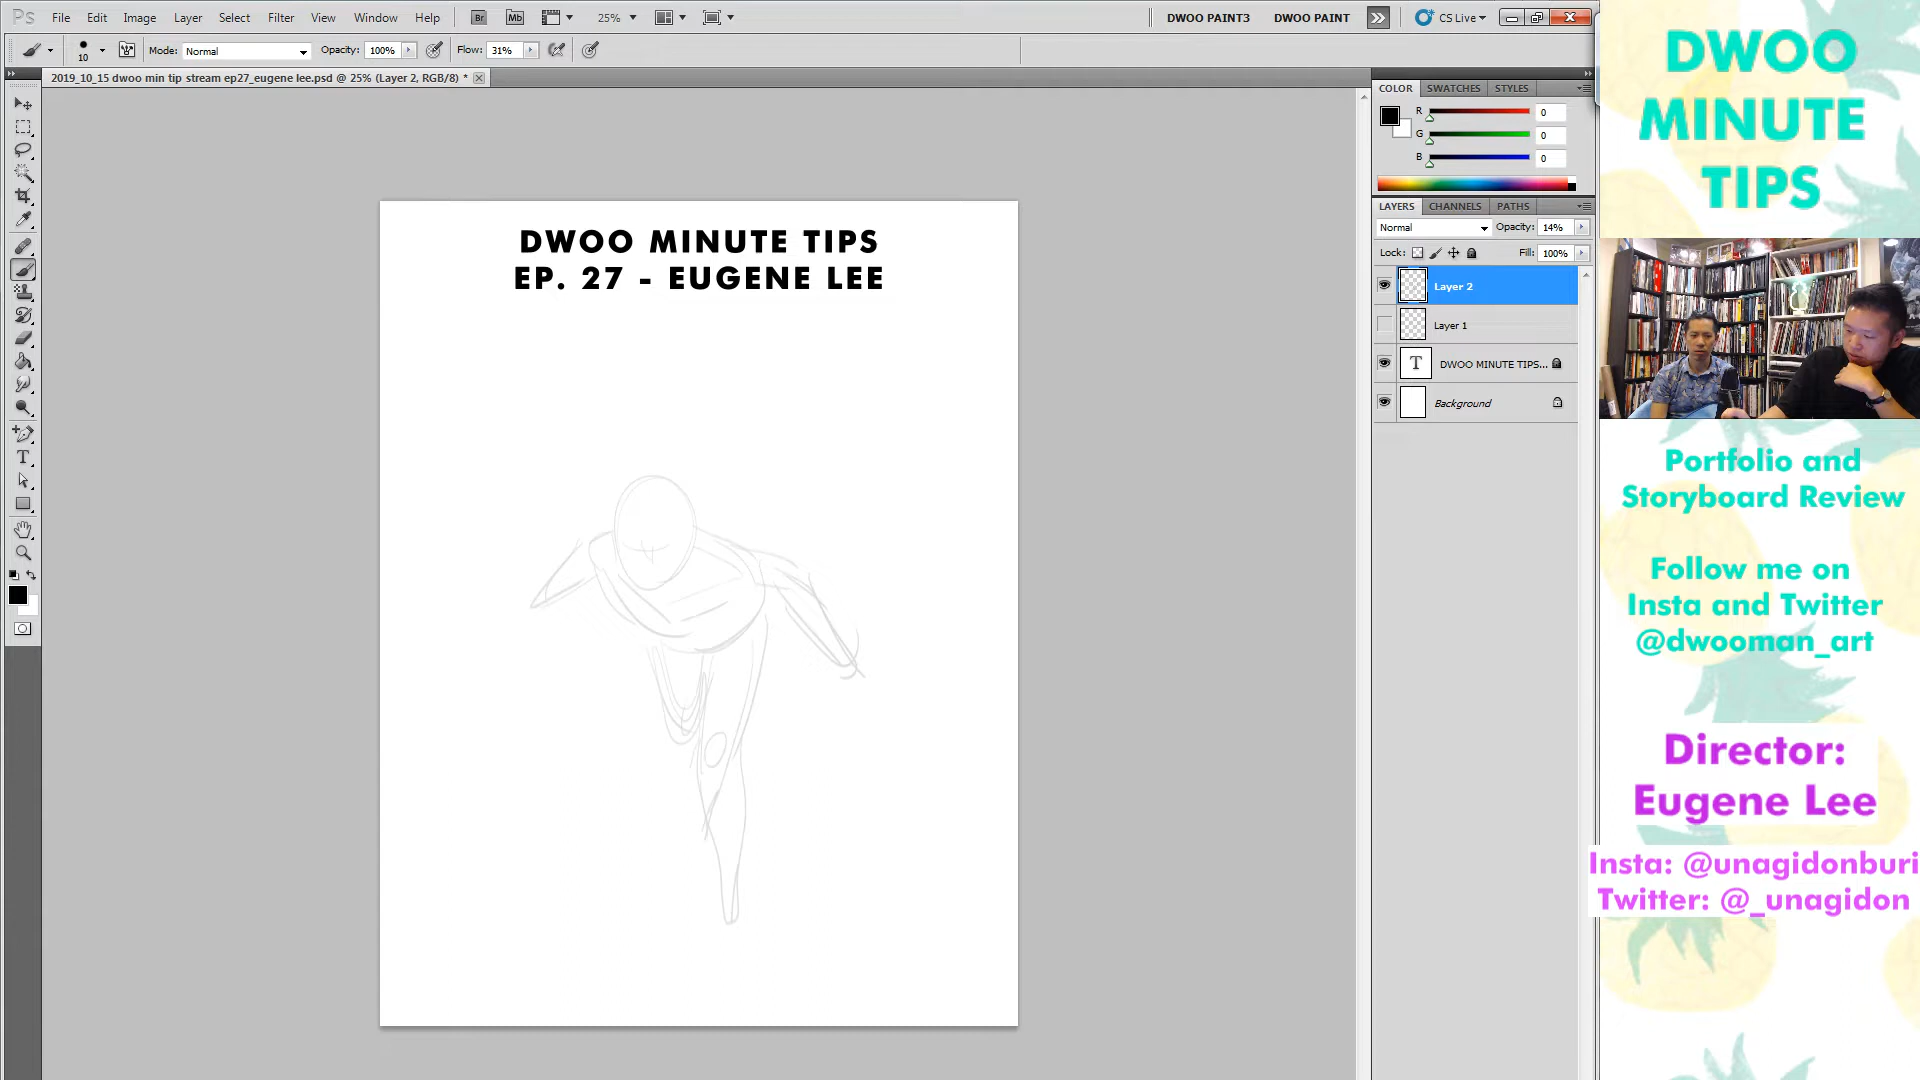 Ps File Edit Image Layer Select Filter View Window Help Br Mb 25% DWOO PAINT3 DWOO PAINT CS Live
10 Mode: Normal Opacity: 100% Flow: 31%
2019_10_15 dwoo min tip stream ep27_eugene lee.psd @ 25% (Layer 2, RGB/8) *
DWOO MINUTE TIPS
EP. 27 - EUGENE LEE
COLOR SWATCHES STYLES
R 0
G 0
B 0
LAYERS CHANNELS PATHS
Normal Opacity: 14%
Lock: Fill: 100%
Layer 2
Layer 1
T DWOO MINUTE TIPS...
Background
DWOO
MINUTE
TIPS
Portfolio and
Storyboard Review
Follow me on
Insta and Twitter
@dwooman_art
Director:
Eugene Lee
Insta: @unagidonburi
Twitter: @_unagidon